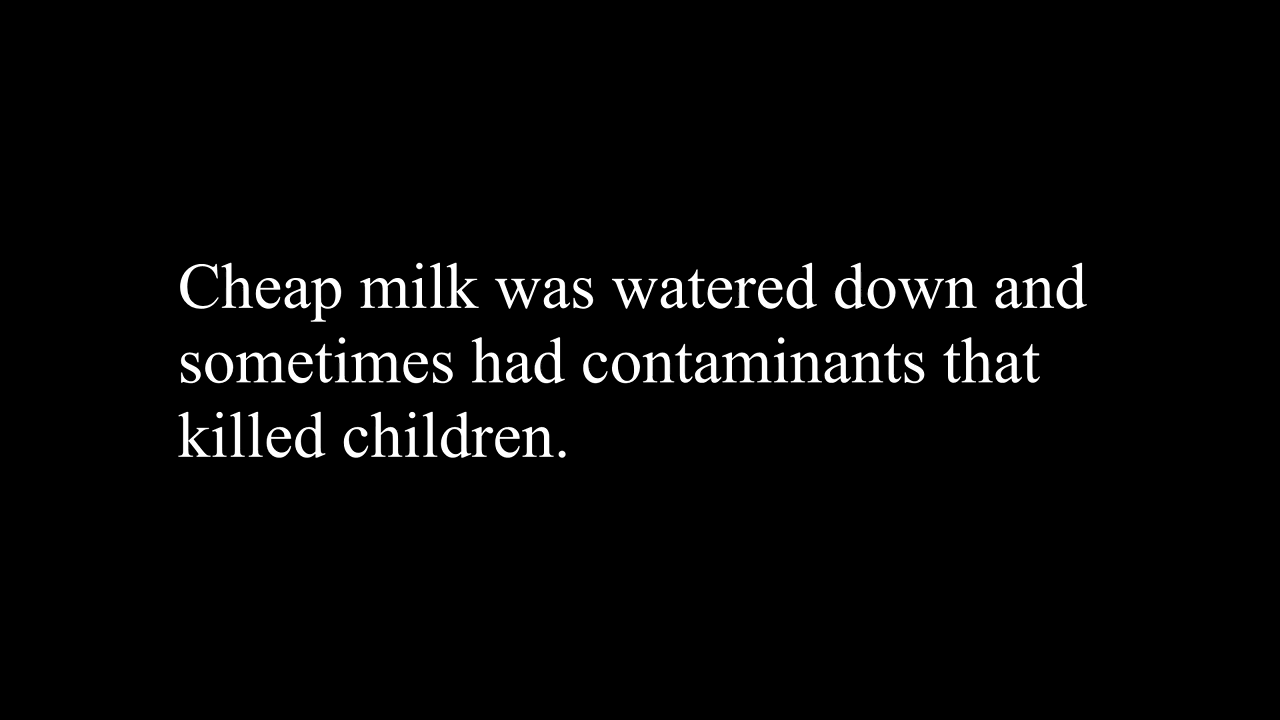 Cheap milk was watered down and
sometimes had contaminants that
killed children.